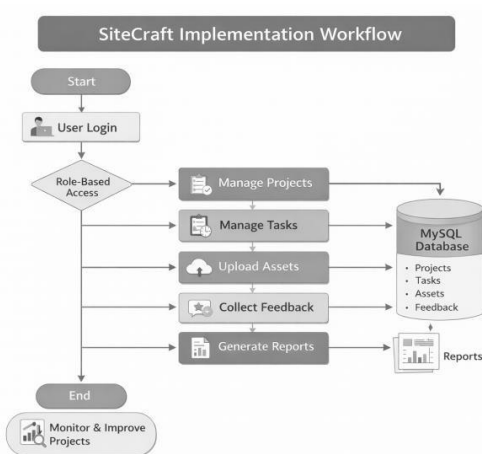 SiteCraft Implementation Workflow
Start
User Login
Role-Based
Access
Manage Projects
Manage Tasks
Upload Assets
Collect Feedback
Generate Reports
MySQL
Database
• Projects
• Tasks
• Assets
• Feedback
Reports
End
Monitor & Improve
Projects